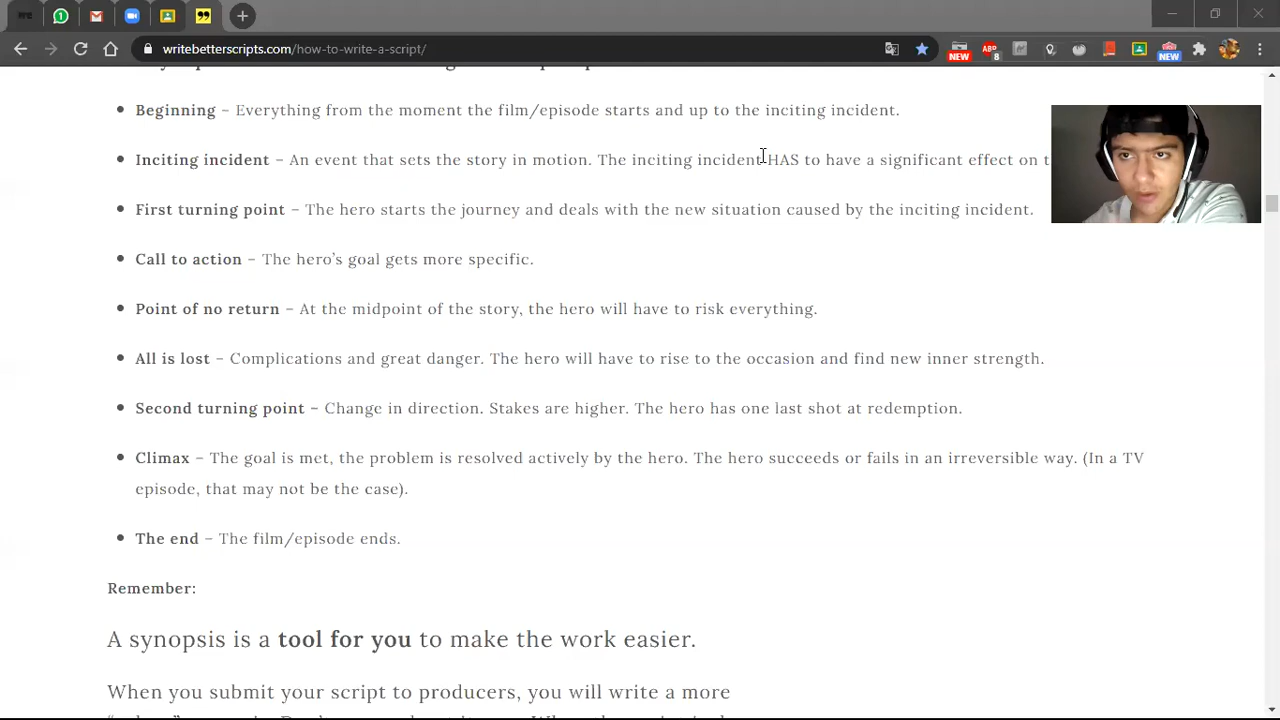 writebetterscripts.com/how-to-write-a-script/
NEW
ABP
8
NEW
Beginning – Everything from the moment the film/episode starts and up to the inciting incident.
Inciting incident – An event that sets the story in motion. The inciting incident HAS to have a significant effect on
First turning point – The hero starts the journey and deals with the new situation caused by the inciting incident.
Call to action – The hero's goal gets more specific.
Point of no return – At the midpoint of the story, the hero will have to risk everything.
All is lost – Complications and great danger. The hero will have to rise to the occasion and find new inner strength.
Second turning point – Change in direction. Stakes are higher. The hero has one last shot at redemption.
Climax – The goal is met, the problem is resolved actively by the hero. The hero succeeds or fails in an irreversible way. (In a TV
episode, that may not be the case).
The end – The film/episode ends.
Remember:
A synopsis is a tool for you to make the work easier.
When you submit your script to producers, you will write a more